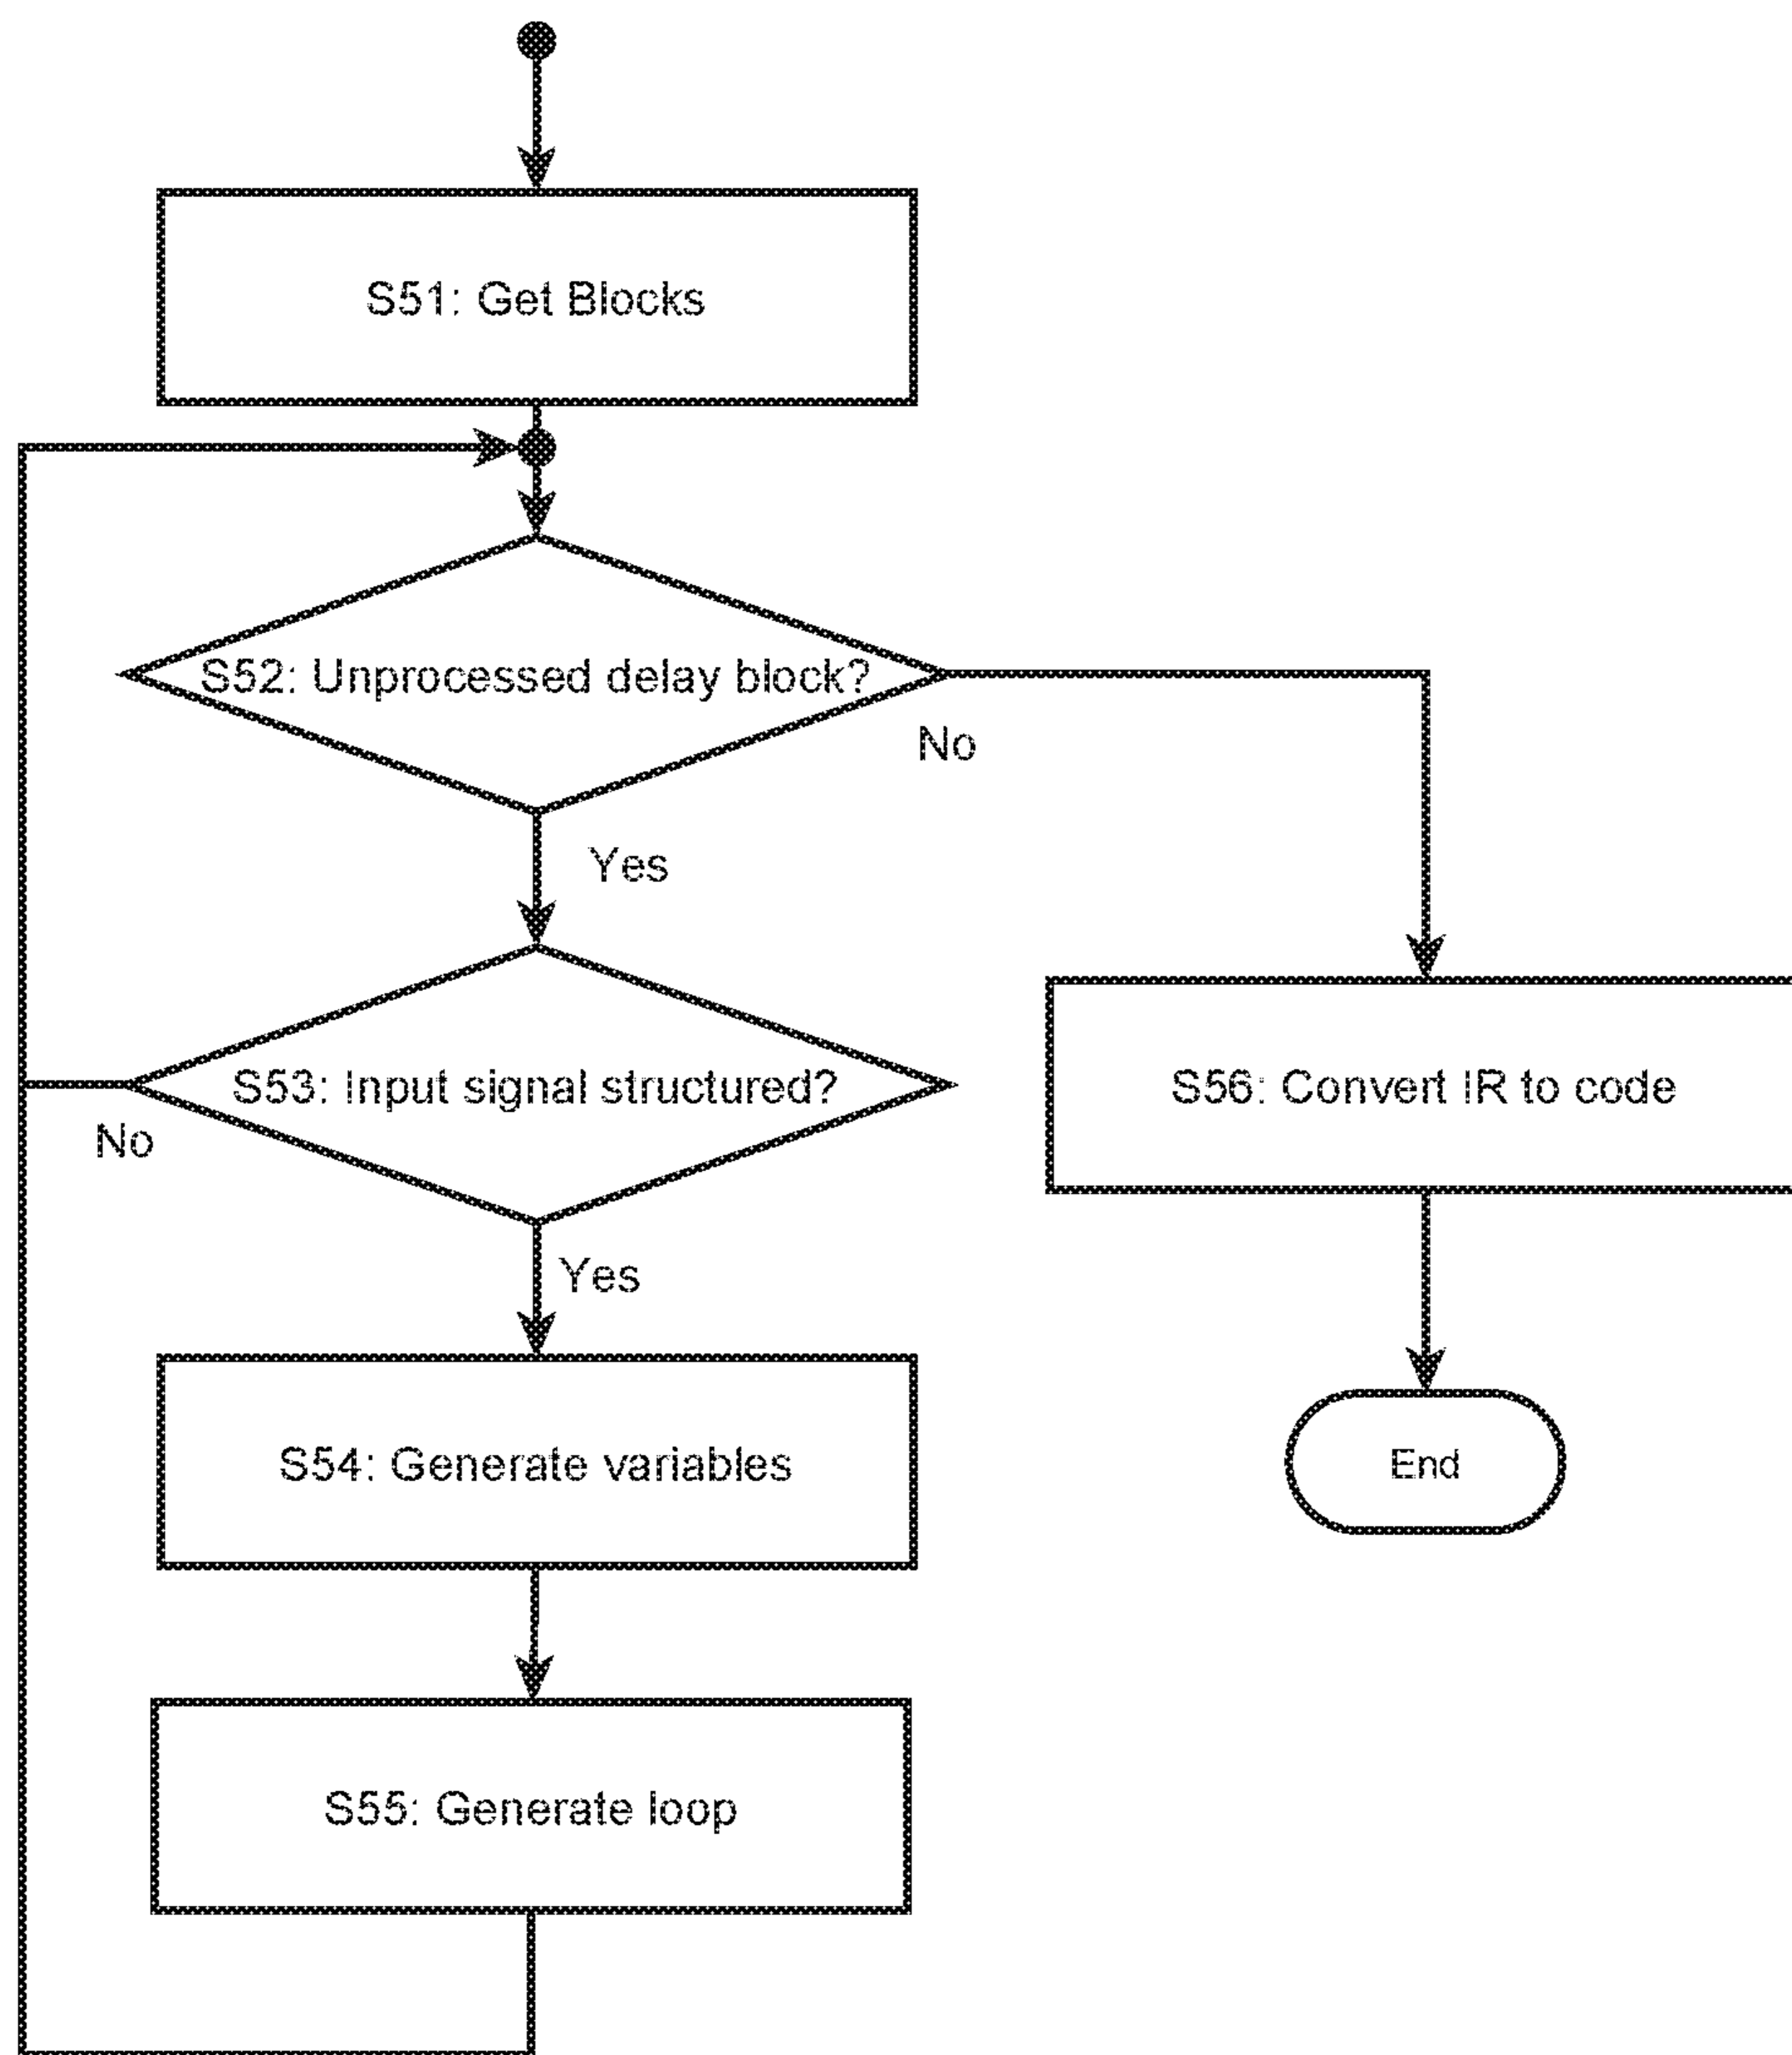 S51: Get Blocks
S52: Unprocessed delay block?
No
Yes
S53: Input signal structured?
No
Yes
S56: Convert IR to code
S54: Generate variables
End
S55: Generate loop